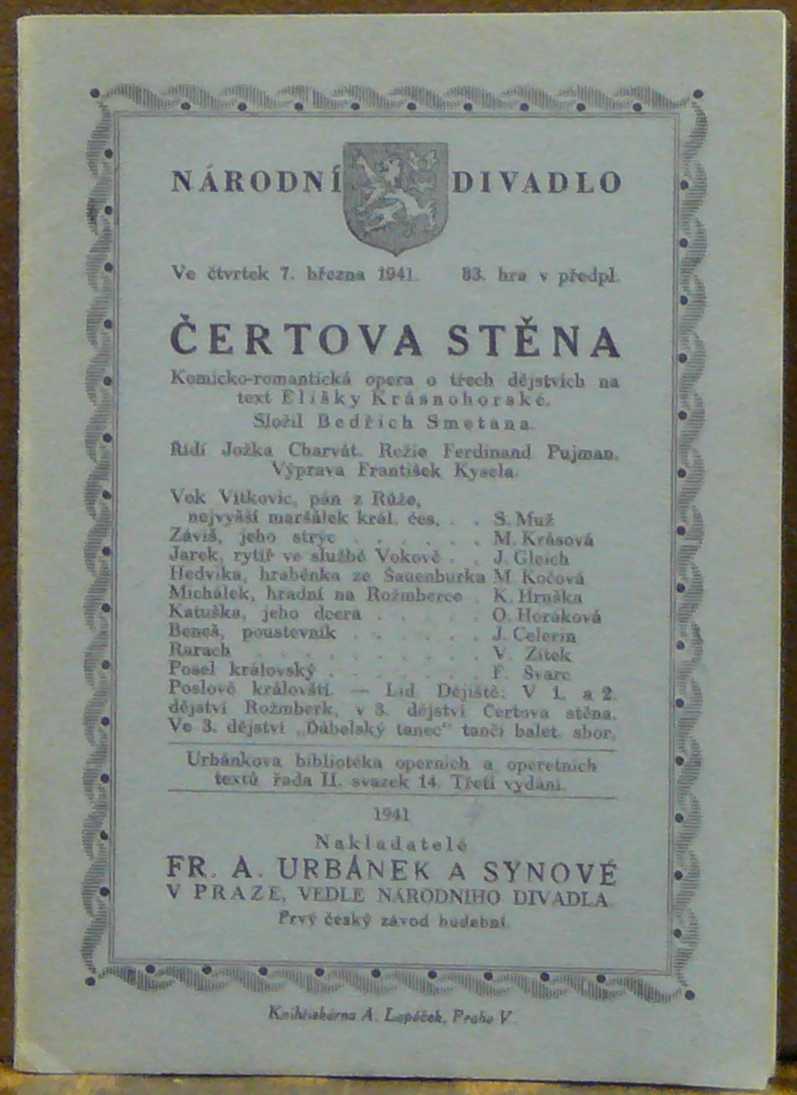 NÁRODNÍ DIVADLO
Ve čtvrtek 7. března 1941. 83. hra v předpl.
ČERTOVA STĚNA
Komicko-romantická opera o třech dějstvích na
text Elišky Krásnohorské.
Složil Bedřich Smetana.
Řídí Jožka Charvát. Režie Ferdinand Pujman.
Výprava František Kysela.
Vok Vítkovic, pán z Růže,
nejvyšší maršálek král. čes. . . S. Muž
Záviš, jeho strýc . . . . . . M. Krásová
Jarek, rytíř ve službě Vokově . . J. Gleich
Hedvika, hraběnka ze Šauenburka M. Kočová
Michálek, hradní na Rožmberce . K. Hruška
Katuška, jeho dcera . . . . . O. Horáková
Beneš, poustevník . . . . . . J. Celerin
Rarach . . . . . . . . . . V. Zítek
Posel královský . . . . . . . F. Švarc
Poslové královští. — Lid. Dějiště: V 1. a 2.
dějství Rožmberk, v 3. dějství Čertova stěna.
Ve 3. dějství „Ďábelský tanec" tančí balet. sbor.
Urbánkova bibliotéka operních a operetních
textů řada II. svazek 14. Třetí vydání.
1941
Nakladatelé
FR. A. URBÁNEK A SYNOVÉ
V PRAZE, VEDLE NÁRODNÍHO DIVADLA.
Prvý český závod hudební.
Knihtiskárna A. Lapáček, Praha V.